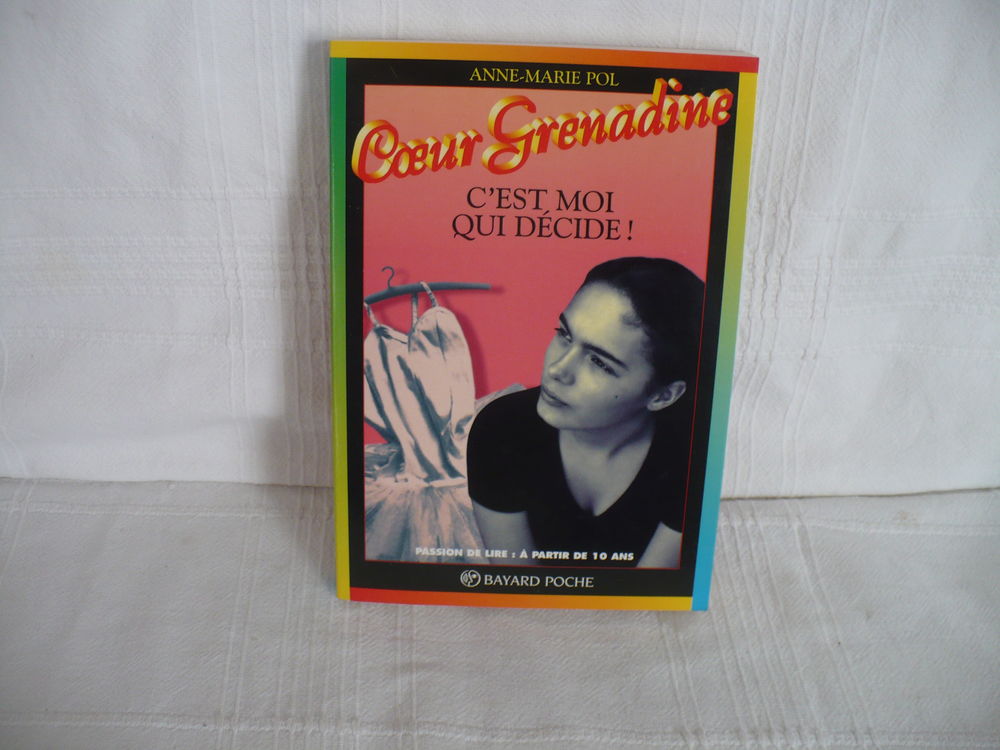 ANNE-MARIE POL
Cœur Grenadine
C'EST MOI
QUI DÉCIDE !
PASSION DE LIRE : À PARTIR DE 10 ANS
BAYARD POCHE